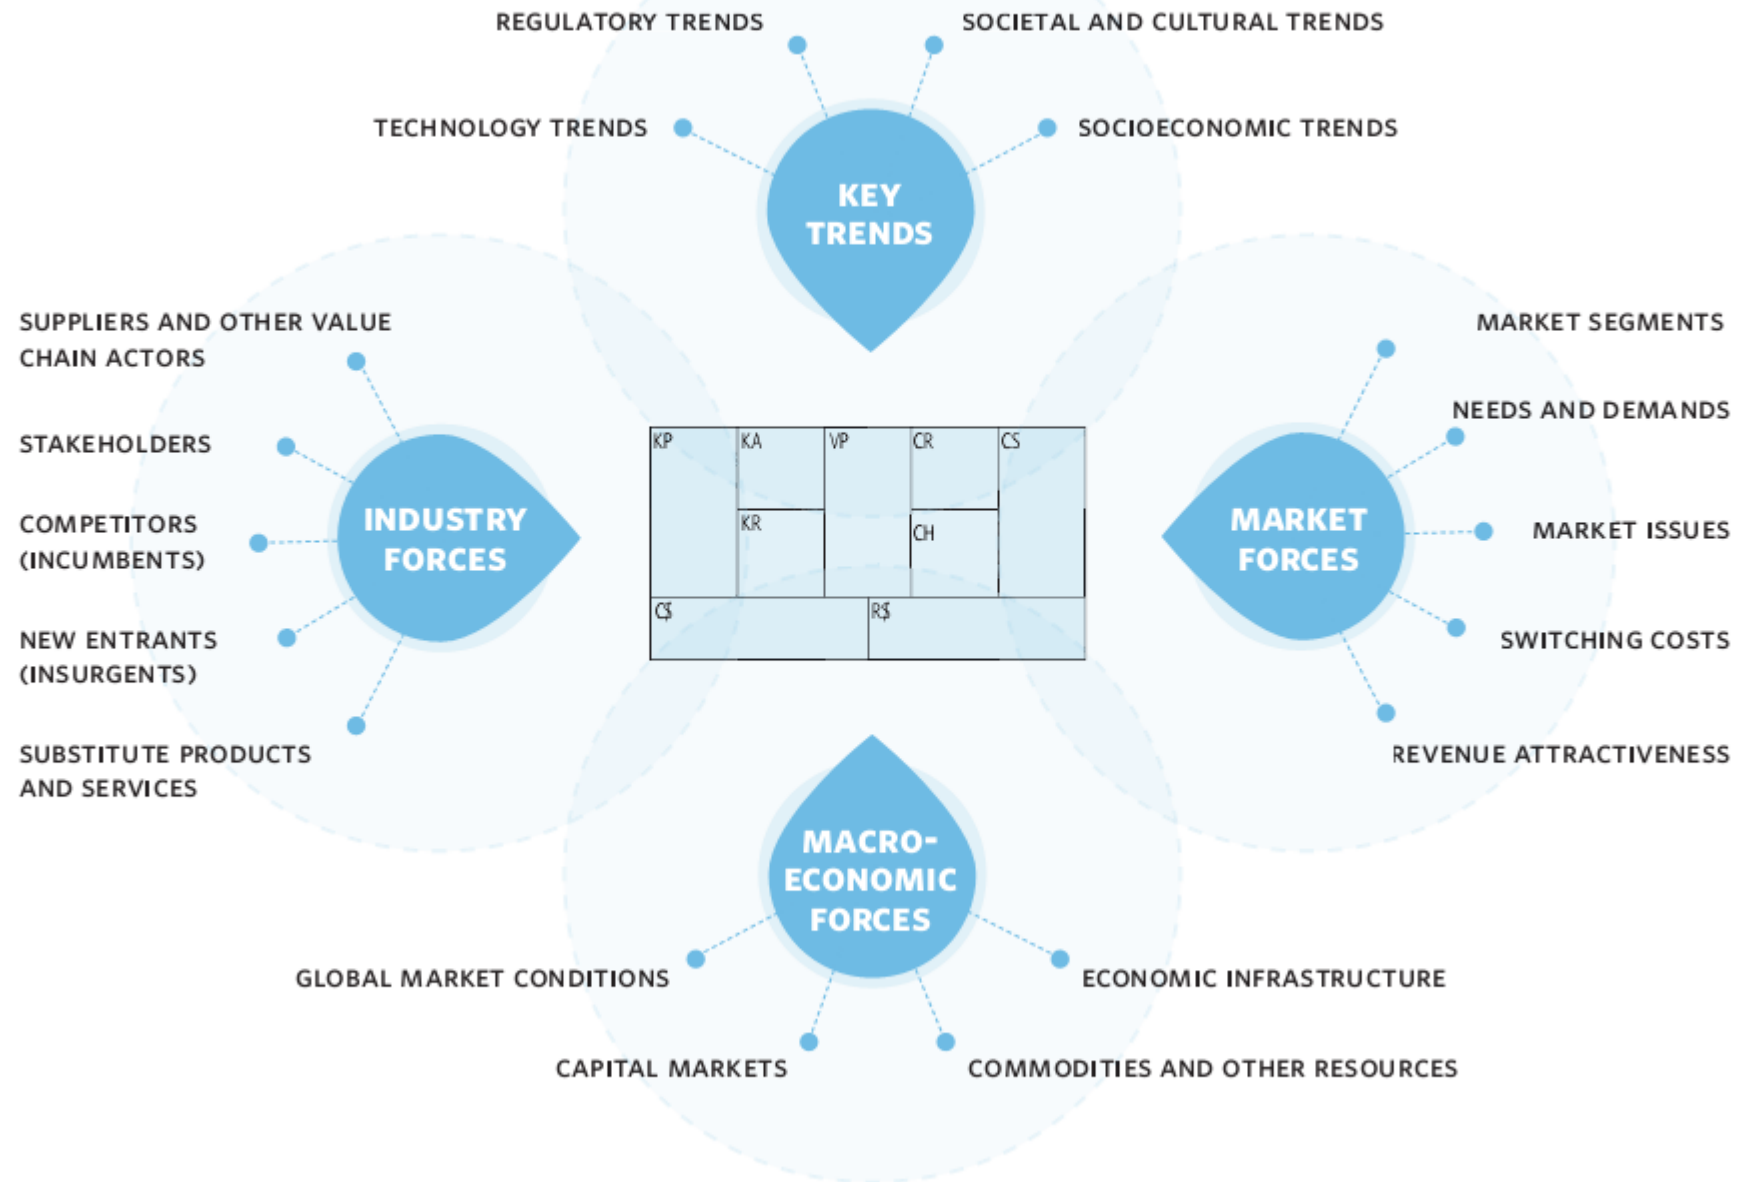 REGULATORY TRENDS
SOCIETAL AND CULTURAL TRENDS
TECHNOLOGY TRENDS
SOCIOECONOMIC TRENDS
KEY
TRENDS
SUPPLIERS AND OTHER VALUE
CHAIN ACTORS
STAKEHOLDERS
COMPETITORS
(INCUMBENTS)
NEW ENTRANTS
(INSURGENTS)
SUBSTITUTE PRODUCTS
AND SERVICES
INDUSTRY
FORCES
KP
KA
VP
CR
CS
KR
CH
C$
R$
MARKET
FORCES
MARKET SEGMENTS
NEEDS AND DEMANDS
MARKET ISSUES
SWITCHING COSTS
REVENUE ATTRACTIVENESS
MACRO-
ECONOMIC
FORCES
GLOBAL MARKET CONDITIONS
ECONOMIC INFRASTRUCTURE
CAPITAL MARKETS
COMMODITIES AND OTHER RESOURCES